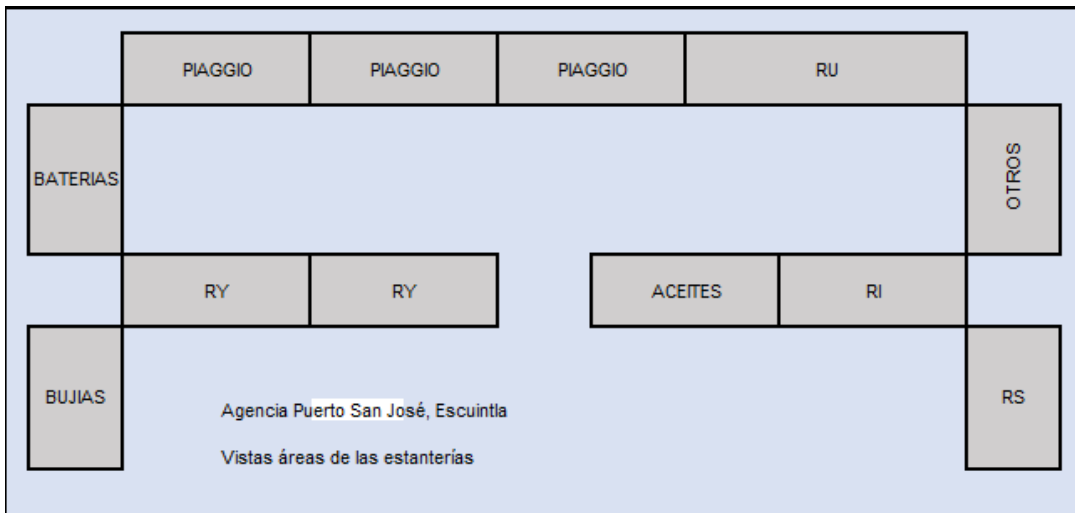 PIAGGIO PIAGGIO PIAGGIO RU
BATERIAS
OTROS
RY RY ACEITES RI
BUJIAS
RS
Agencia Puerto San José, Escuintla
Vistas áreas de las estanterías